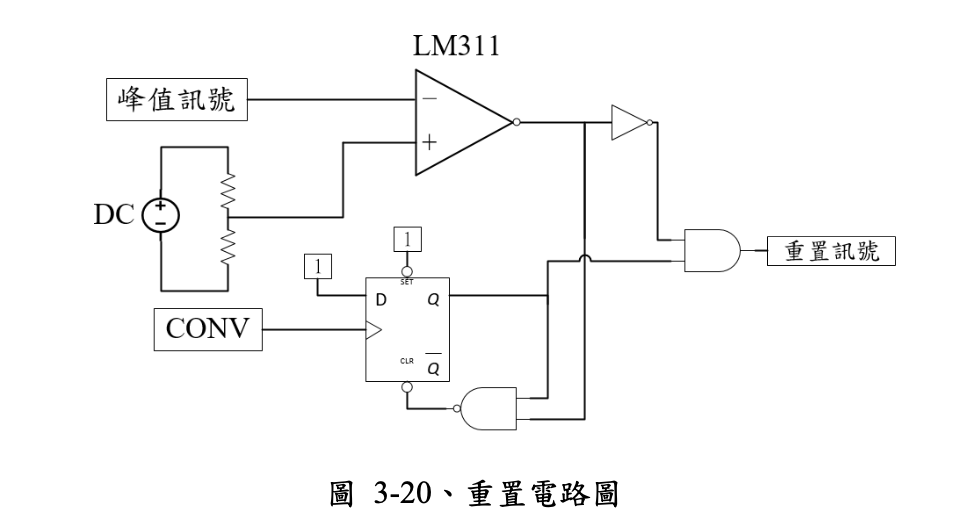 LM311
峰值訊號
−
+
DC
+
−
1
1
SET
D
Q
CONV
CLR
Q
重置訊號
圖 3-20、重置電路圖